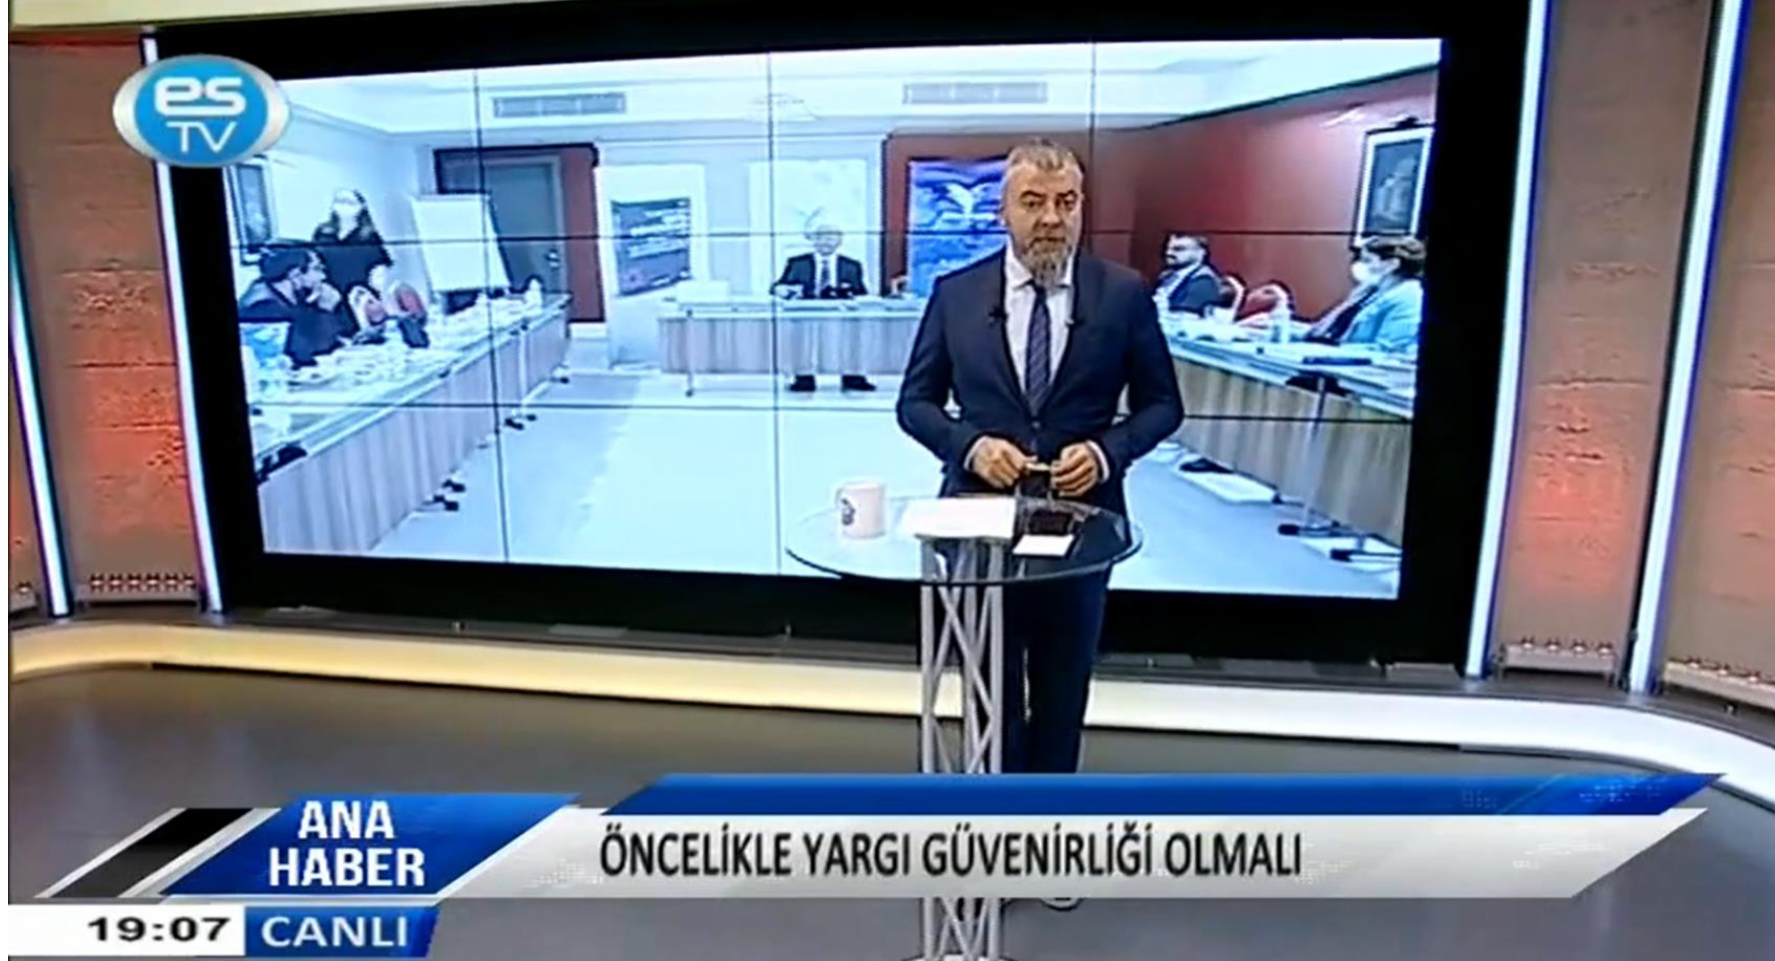 es
TV
ANA
HABER
ÖNCELİKLE YARGI GÜVENİRLİĞİ OLMALI
19:07
CANLI